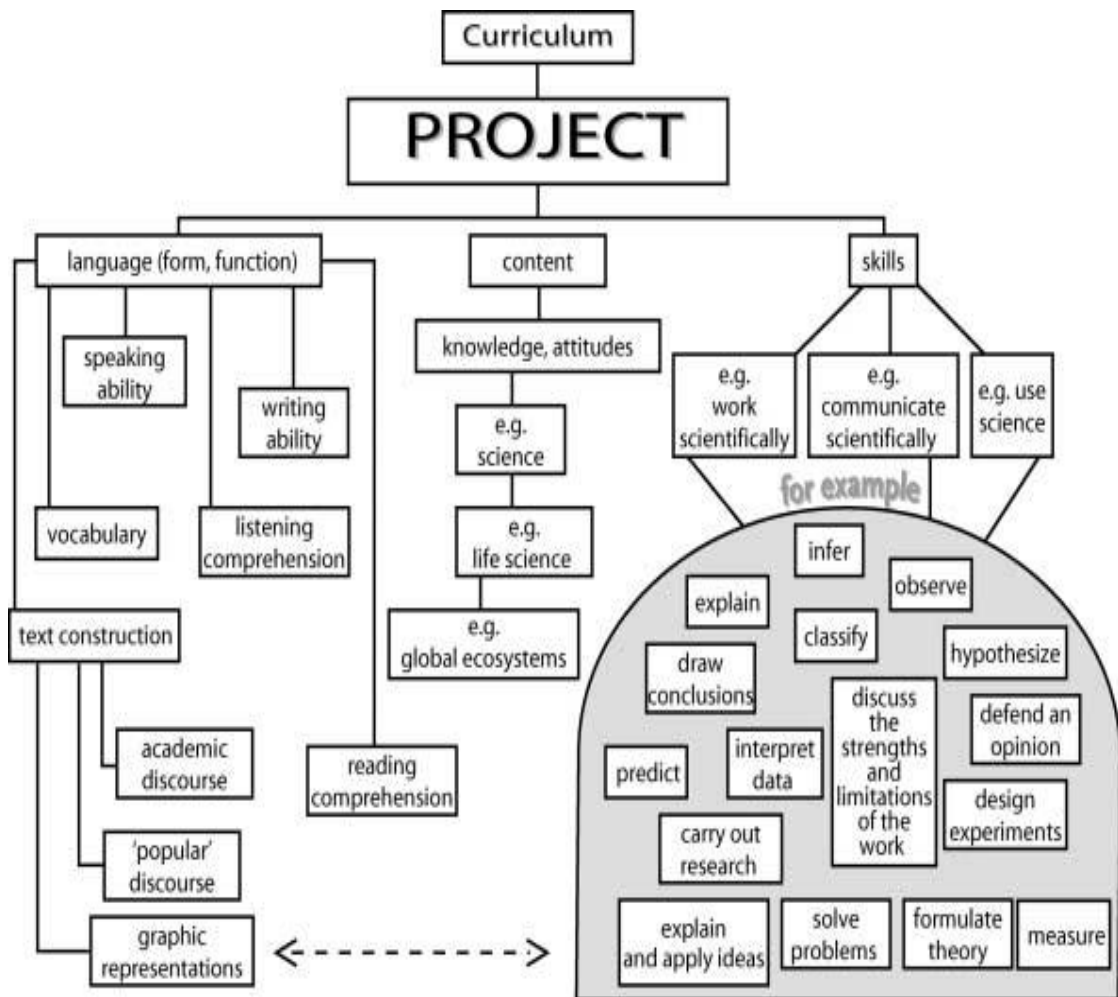 Curriculum
PROJECT
language (form, function)
content
skills
speaking
ability
writing
ability
vocabulary
listening
comprehension
text construction
academic
discourse
'popular'
discourse
graphic
representations
reading
comprehension
knowledge, attitudes
e.g.
science
e.g.
life science
e.g.
global ecosystems
e.g.
work
scientifically
e.g.
communicate
scientifically
e.g. use
science
for example
infer
observe
explain
classify
hypothesize
draw
conclusions
discuss
the
strengths
and
limitations
of the
work
defend an
opinion
predict
interpret
data
design
experiments
carry out
research
explain
and apply ideas
solve
problems
formulate
theory
measure